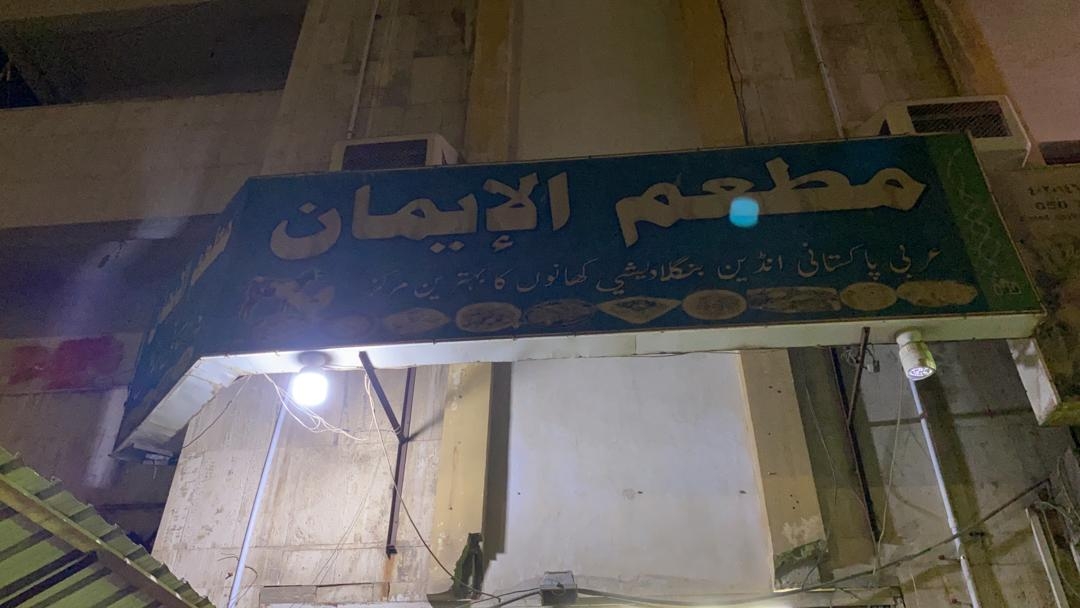 مطعم الإيمان
عربی پاکستانی انڈین بنگلادیشی کھانوں کا بہترین مرکز